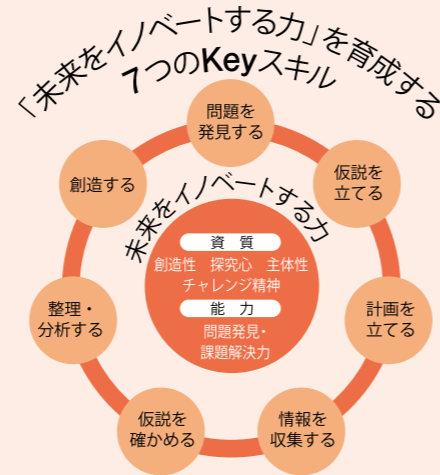 「未来をイノベートする力」を育成する
7つのKeyスキル
問題を
発見する
仮説を
立てる
計画を
立てる
情報を
収集する
仮説を
確かめる
整理・
分析する
創造する
未来をイノベートする力
資 質
創造性 探究心 主体性
チャレンジ精神
能 力
問題発見・
課題解決力